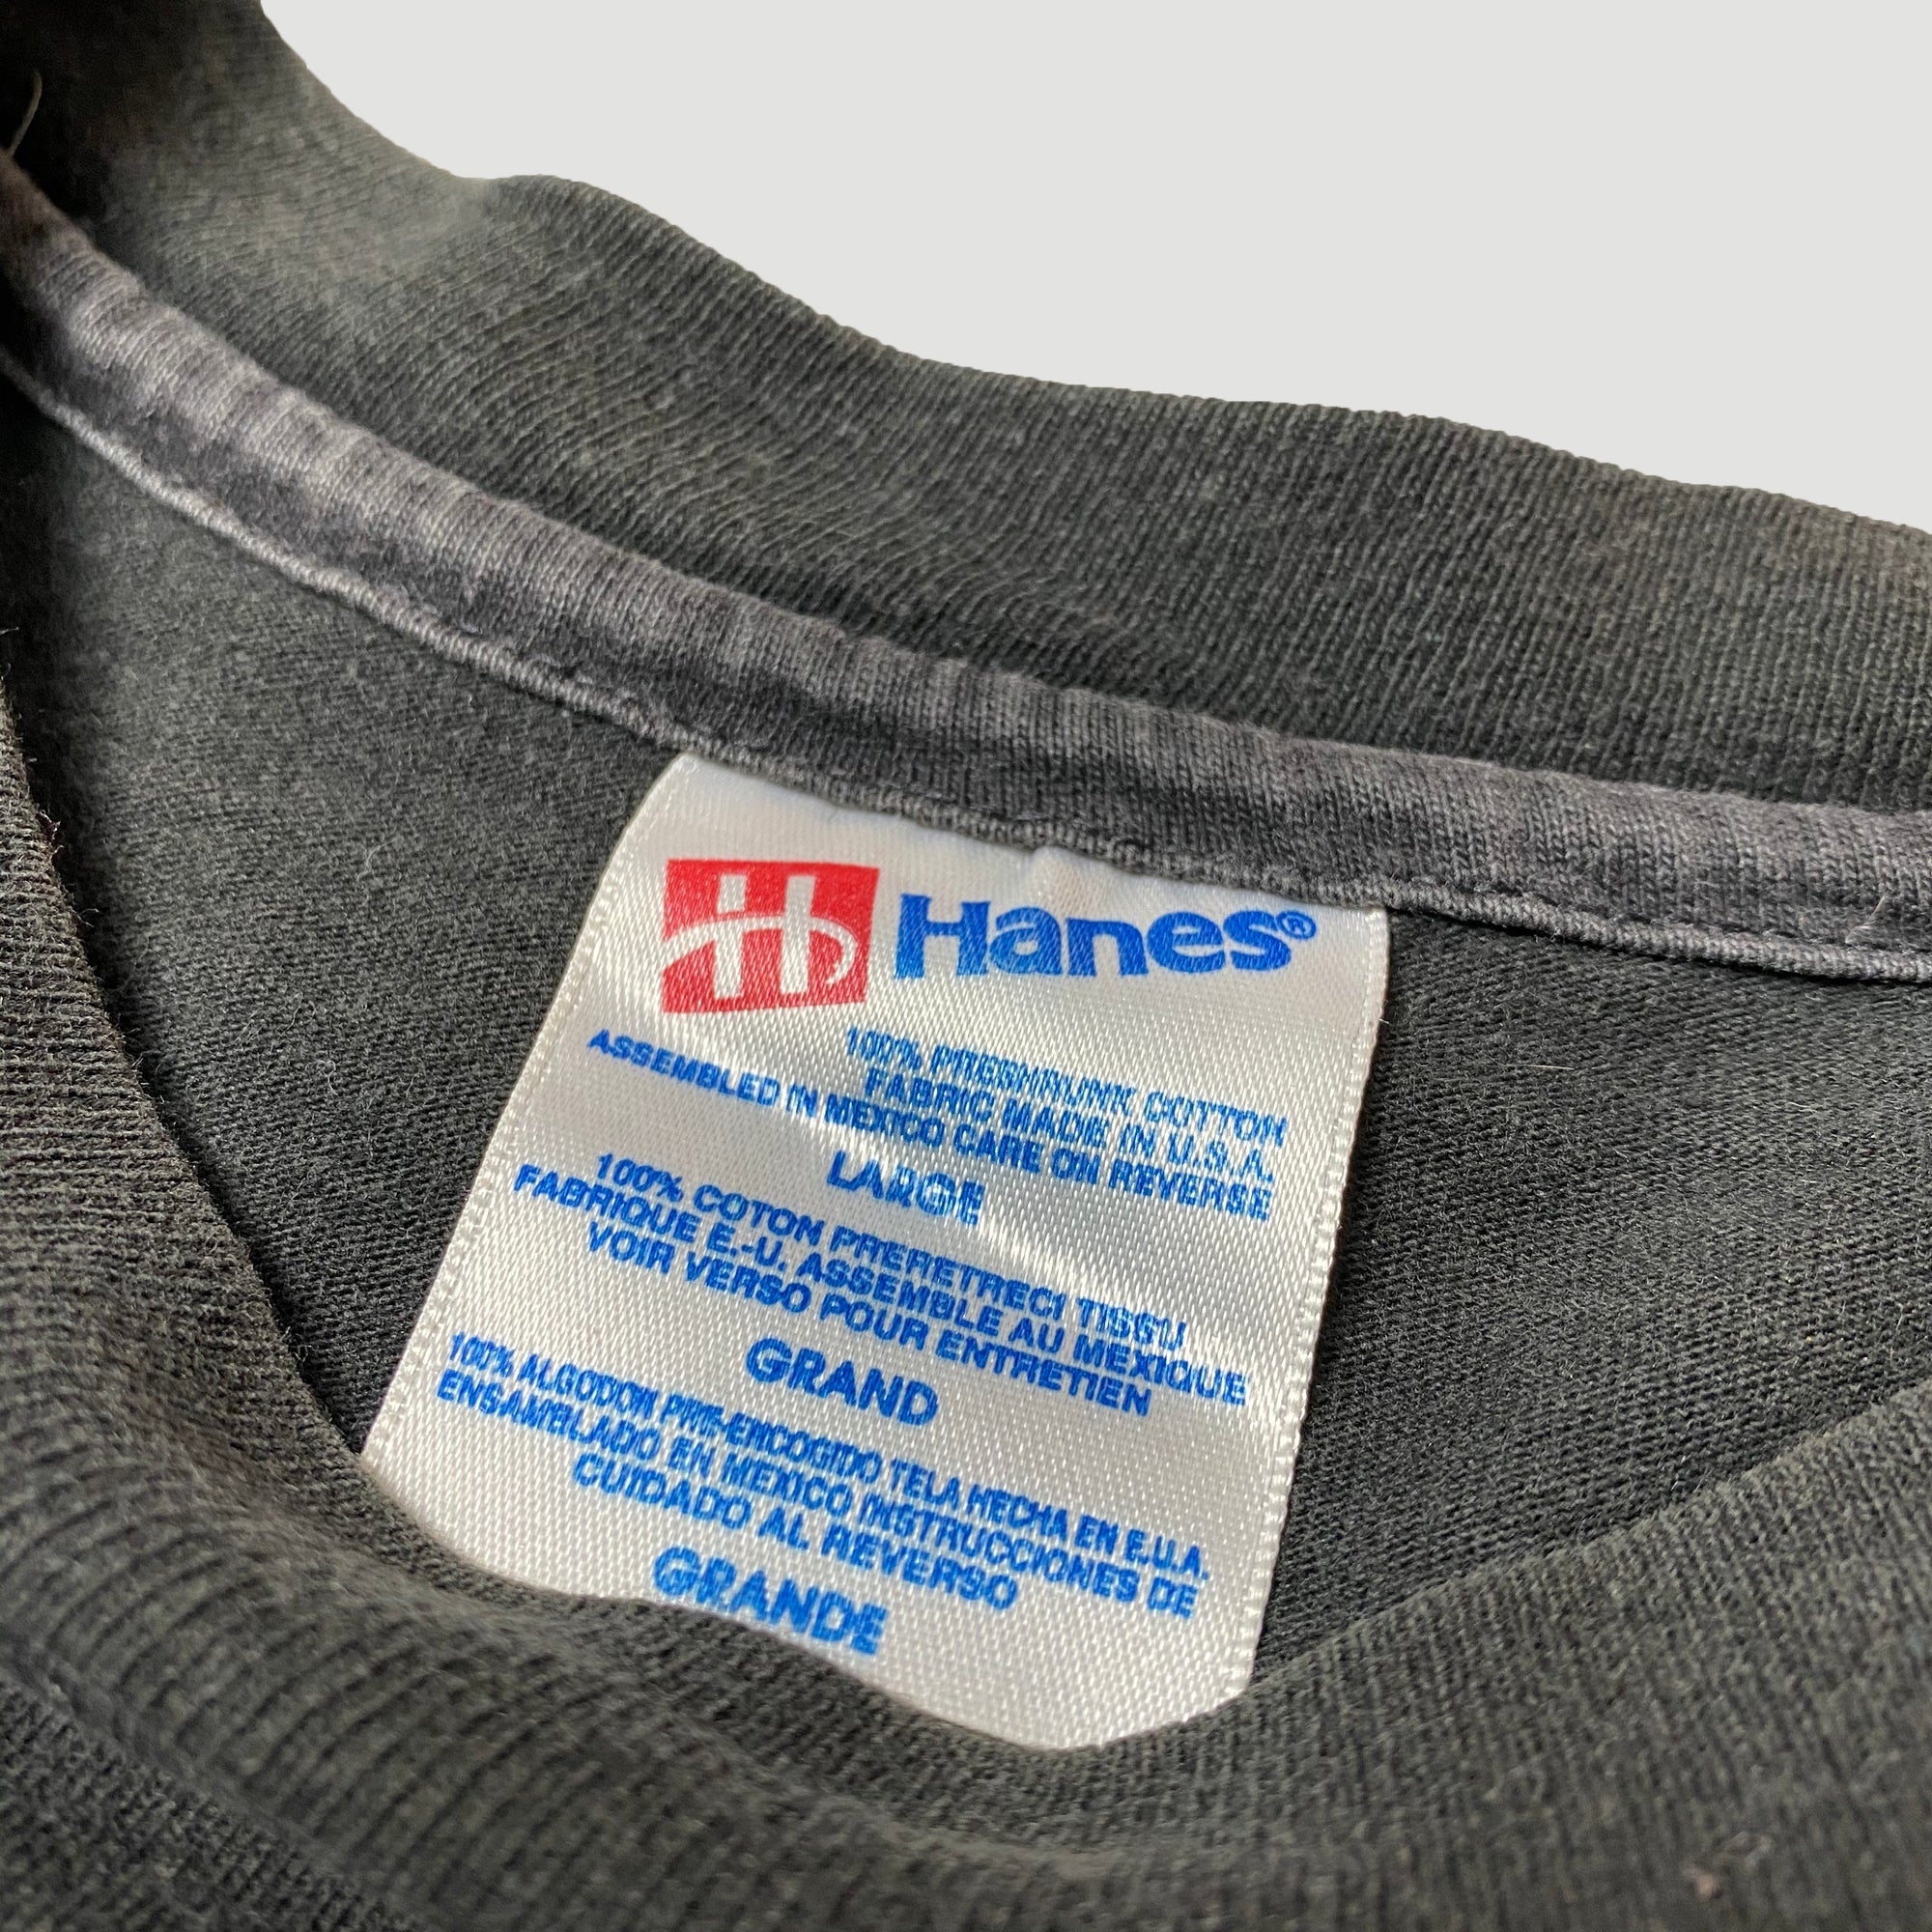 H Hanes®
100% PRESHRUNK COTTON
FABRIC MADE IN U.S.A.
ASSEMBLED IN MEXICO CARE ON REVERSE
LARGE
100% COTON PRERETRECI TISSU
FABRIQUE E.-U. ASSEMBLE AU MEXIQUE
VOIR VERSO POUR ENTRETIEN
GRAND
100% ALGODON PRE-ENCOGIDO TELA HECHA EN E.U.A.
ENSAMBLADO EN MEXICO INSTRUCCIONES DE
CUIDADO AL REVERSO
GRANDE